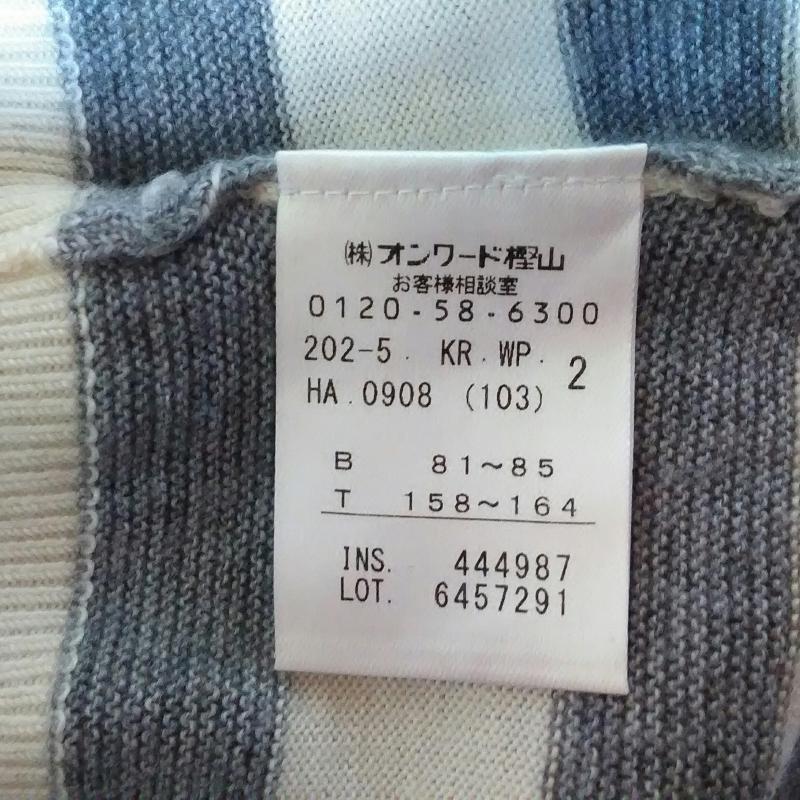 ㈱オンワード樫山
お客様相談室
0120-58-6300
202-5. KR.WP. 2
HA.0908 (103)
B 81~85
T 158~164
INS. 444987
LOT. 6457291